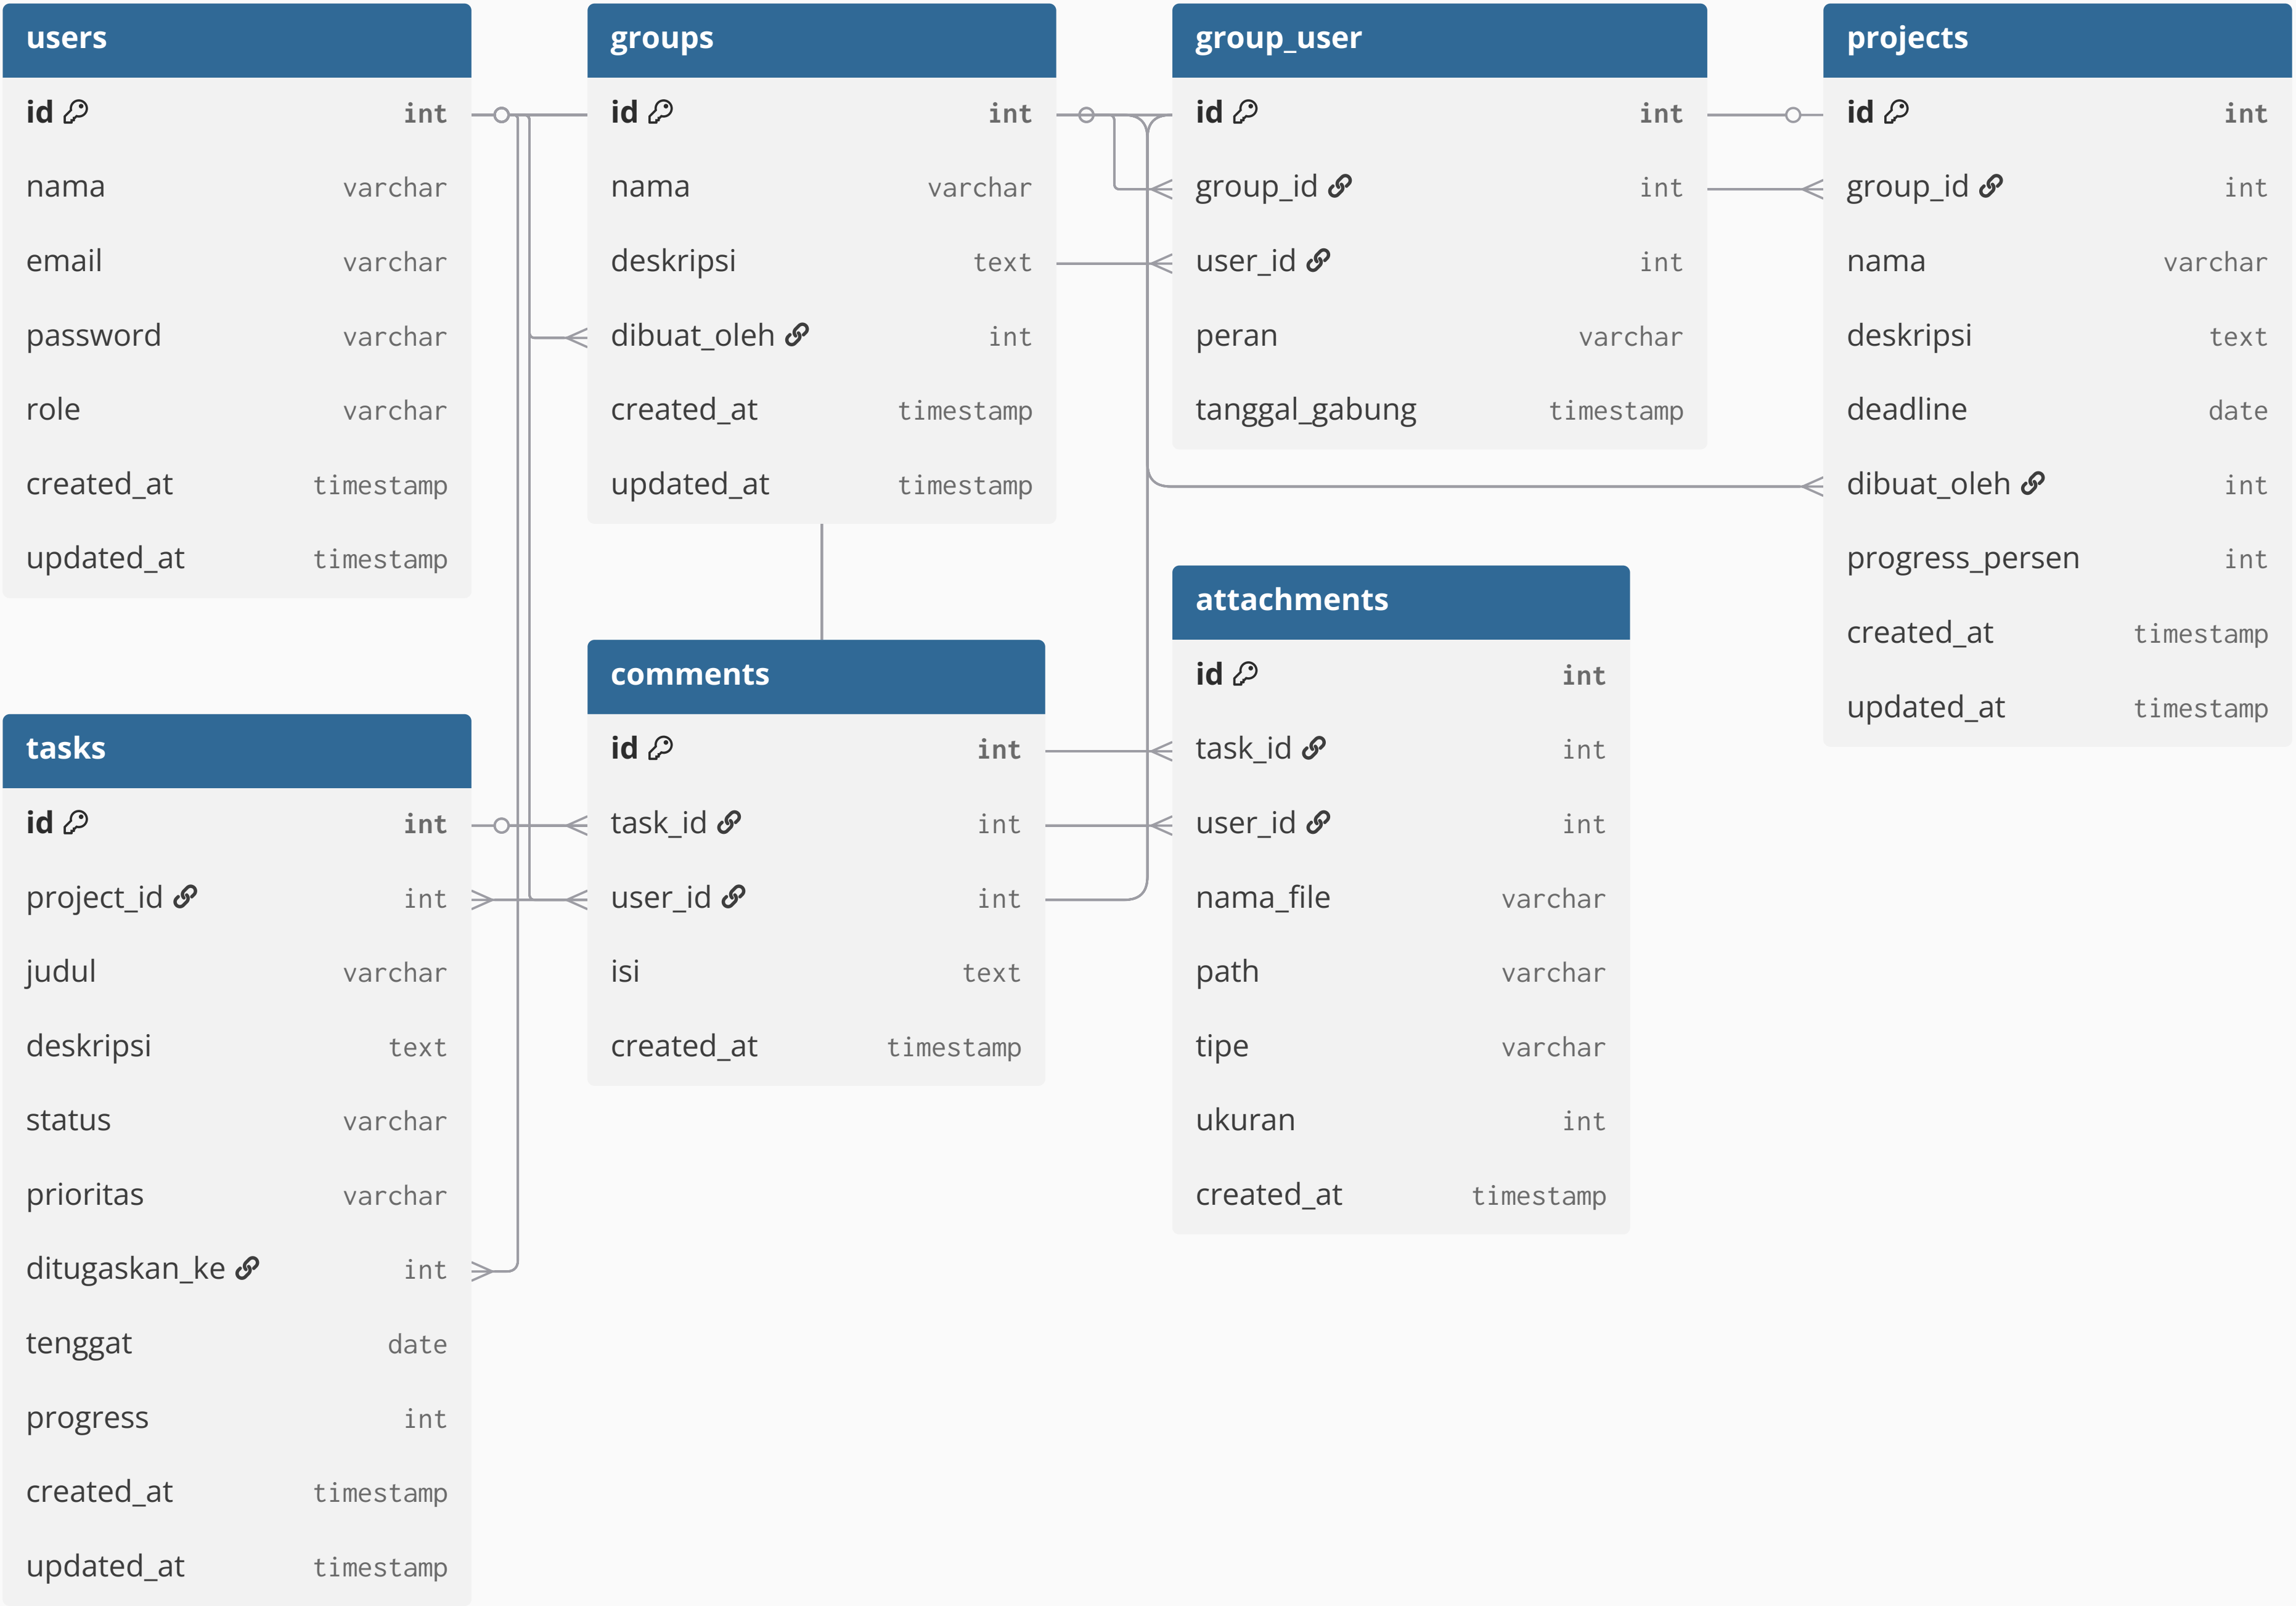 users
id int
nama varchar
email varchar
password varchar
role varchar
created_at timestamp
updated_at timestamp
groups
id int
nama varchar
deskripsi text
dibuat_oleh int
created_at timestamp
updated_at timestamp
group_user
id int
group_id int
user_id int
peran varchar
tanggal_gabung timestamp
projects
id int
group_id int
nama varchar
deskripsi text
deadline date
dibuat_oleh int
progress_persen int
created_at timestamp
updated_at timestamp
tasks
id int
project_id int
judul varchar
deskripsi text
status varchar
prioritas varchar
ditugaskan_ke int
tenggat date
progress int
created_at timestamp
updated_at timestamp
comments
id int
task_id int
user_id int
isi text
created_at timestamp
attachments
id int
task_id int
user_id int
nama_file varchar
path varchar
tipe varchar
ukuran int
created_at timestamp